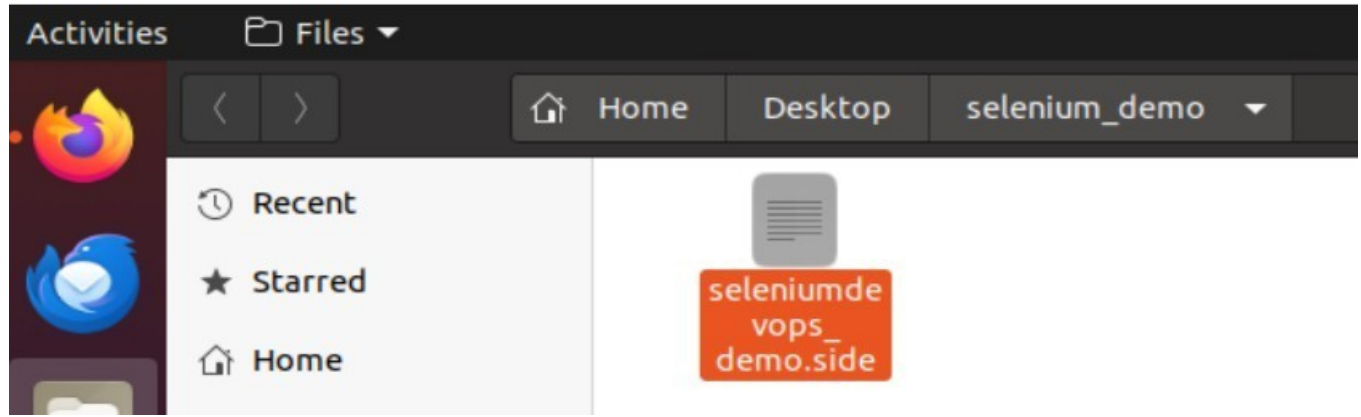 Activities Files
Home Desktop selenium_demo
Recent
Starred
Home
seleniumde
vops_
demo.side